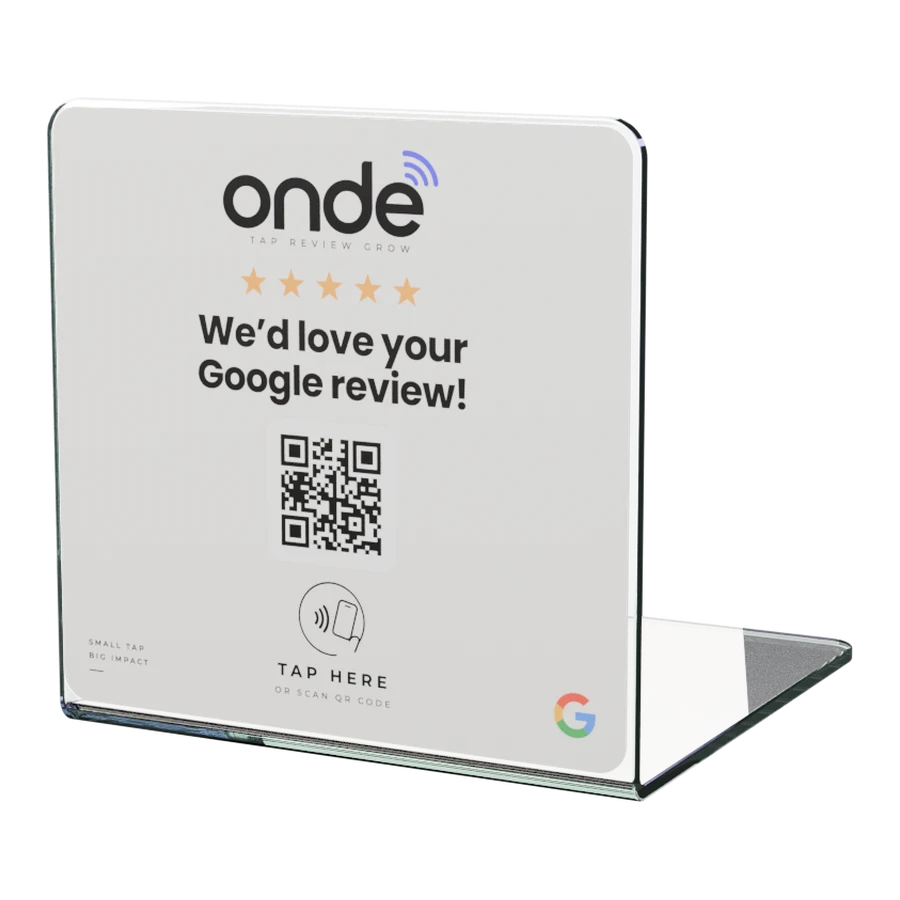 onde
TAP REVIEW GROW
We’d love your
Google review!
TAP HERE
OR SCAN QR CODE
SMALL TAP
BIG IMPACT
G